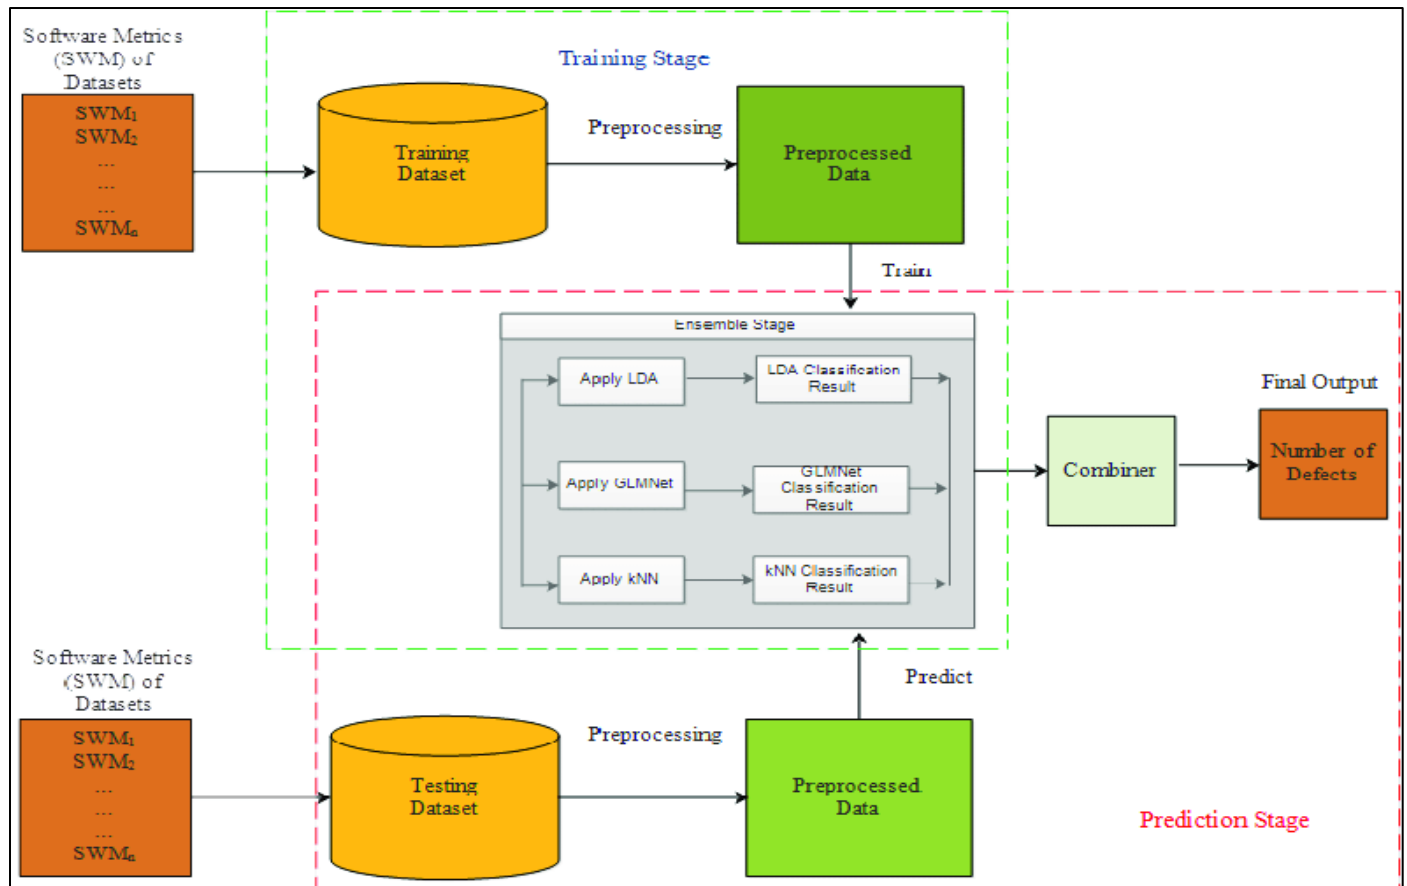 Software Metrics
(SWM) of
Datasets
SWM1
SWM2
...
...
...
SWMn
Training Stage
Training
Dataset
Preprocessing
Preprocessed
Data
Train
Ensemble Stage
Apply LDA
LDA Classification
Result
Apply GLMNet
GLMNet
Classification
Result
Apply kNN
kNN Classification
Result
Combiner
Final Output
Number of
Defects
Software Metrics
(SWM) of
Datasets
SWM1
SWM2
...
...
...
SWMn
Testing
Dataset
Preprocessing
Preprocessed
Data
Predict
Prediction Stage